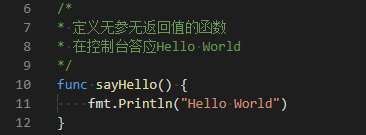 6 /*
7 * 定义无参无返回值的函数
8 * 在控制台答应Hello World
9 */
10 func sayHello() {
11     fmt.Println("Hello World")
12 }